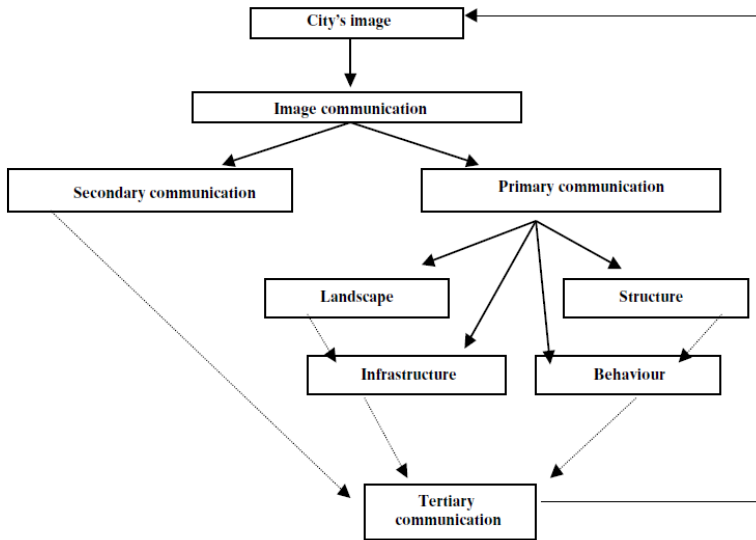 City's image
Image communication
Secondary communication
Primary communication
Landscape
Structure
Infrastructure
Behaviour
Tertiary
communication